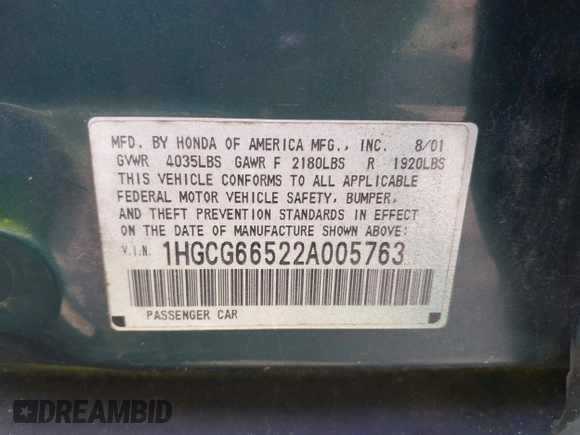 MFD. BY HONDA OF AMERICA MFG., INC. 8/01
GVWR 4035LBS GAWR F 2180LBS R 1920LBS
THIS VEHICLE CONFORMS TO ALL APPLICABLE
FEDERAL MOTOR VEHICLE SAFETY, BUMPER,
AND THEFT PREVENTION STANDARDS IN EFFECT
ON THE DATE OF MANUFACTURE SHOWN ABOVE:
V.I.N. 1HGCG66522A005763
PASSENGER CAR
DREAMBID